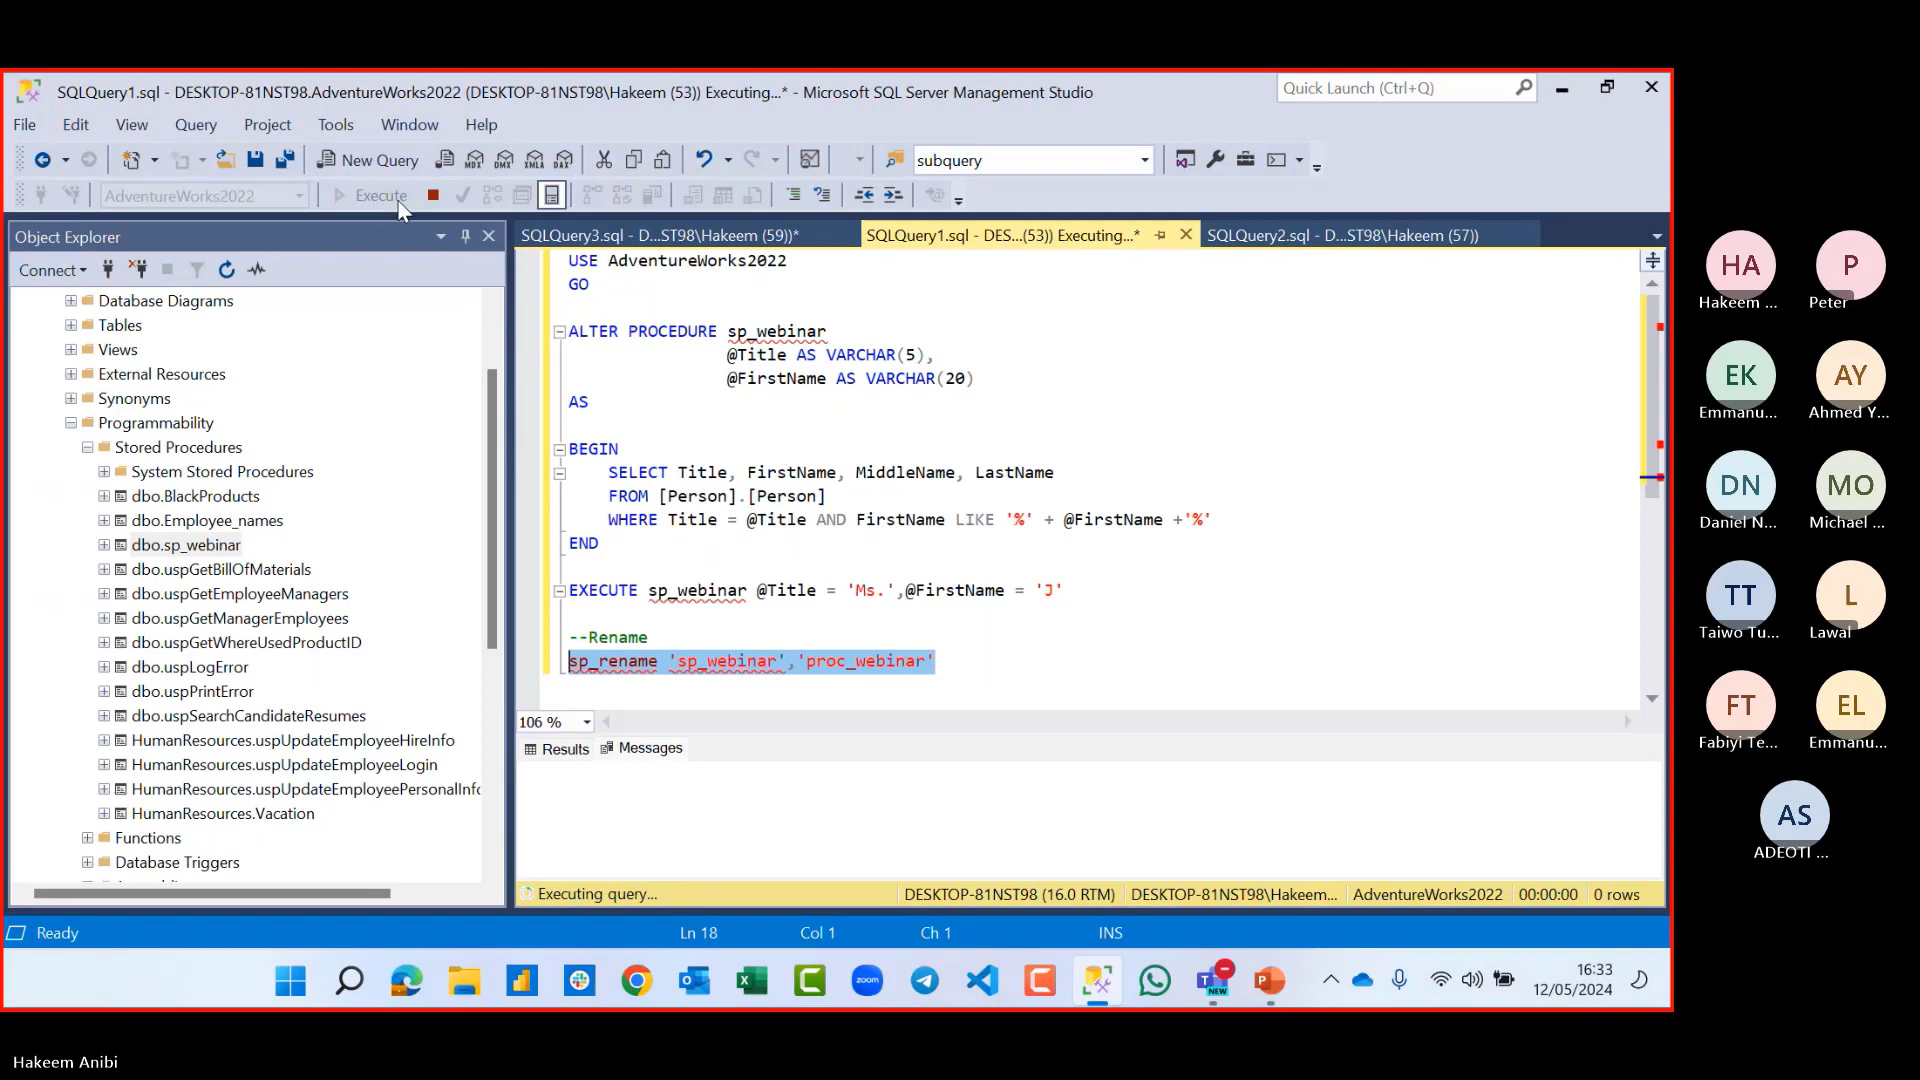 SQLQuery1.sql - DESKTOP-81NST98.AdventureWorks2022 (DESKTOP-81NST98\Hakeem (53)) Executing...* - Microsoft SQL Server Management Studio
Quick Launch (Ctrl+Q)
File Edit View Query Project Tools Window Help
New Query MDX DMX XMLA DAX subquery
AdventureWorks2022 Execute
Object Explorer
Connect
Database Diagrams
Tables
Views
External Resources
Synonyms
Programmability
Stored Procedures
System Stored Procedures
dbo.BlackProducts
dbo.Employee_names
dbo.sp_webinar
dbo.uspGetBillOfMaterials
dbo.uspGetEmployeeManagers
dbo.uspGetManagerEmployees
dbo.uspGetWhereUsedProductID
dbo.uspLogError
dbo.uspPrintError
dbo.uspSearchCandidateResumes
HumanResources.uspUpdateEmployeeHireInfo
HumanResources.uspUpdateEmployeeLogin
HumanResources.uspUpdateEmployeePersonalInfo
HumanResources.Vacation
Functions
Database Triggers
SQLQuery3.sql - D...ST98\Hakeem (59))* SQLQuery1.sql - DES...(53)) Executing...* SQLQuery2.sql - D...ST98\Hakeem (57))
USE AdventureWorks2022
GO
ALTER PROCEDURE sp_webinar
@Title AS VARCHAR(5),
@FirstName AS VARCHAR(20)
AS
BEGIN
SELECT Title, FirstName, MiddleName, LastName
FROM [Person].[Person]
WHERE Title = @Title AND FirstName LIKE '%' + @FirstName +'%'
END
EXECUTE sp_webinar @Title = 'Ms.',@FirstName = 'J'
--Rename
sp_rename 'sp_webinar','proc_webinar'
106 %
Results Messages
Executing query... DESKTOP-81NST98 (16.0 RTM) DESKTOP-81NST98\Hakeem... AdventureWorks2022 00:00:00 0 rows
Ready Ln 18 Col 1 Ch 1 INS
zoom
NEW
16:33
12/05/2024
HA P
Hakeem ... Peter
EK AY
Emmanu... Ahmed Y...
DN MO
Daniel N... Michael ...
TT L
Taiwo Tu... Lawal
FT EL
Fabiyi Te... Emmanu...
AS
ADEOTI ...
Hakeem Anibi